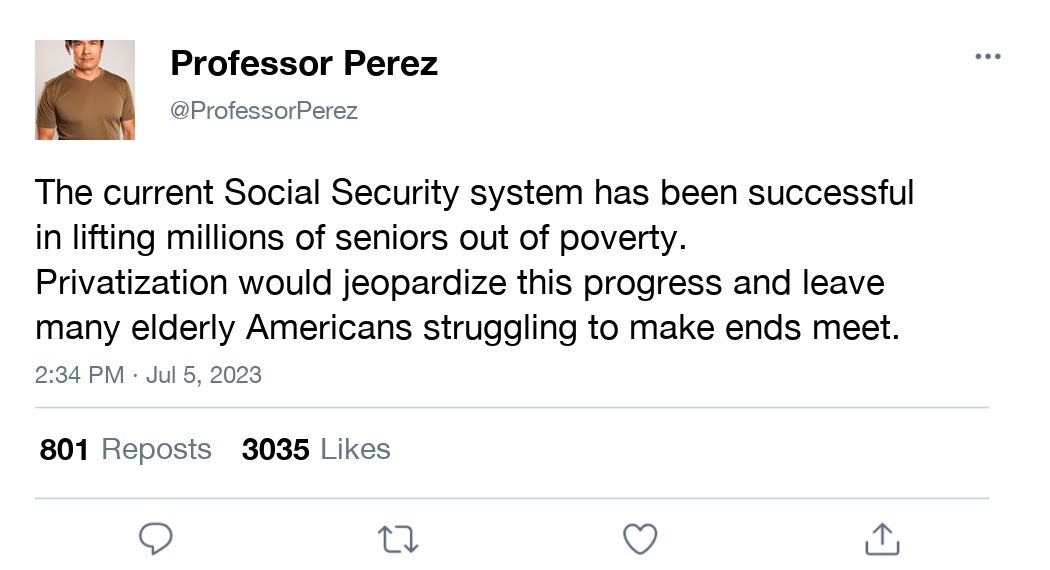 Professor Perez
@ProfessorPerez
The current Social Security system has been successful
in lifting millions of seniors out of poverty.
Privatization would jeopardize this progress and leave
many elderly Americans struggling to make ends meet.
2:34 PM · Jul 5, 2023
801 Reposts 3035 Likes